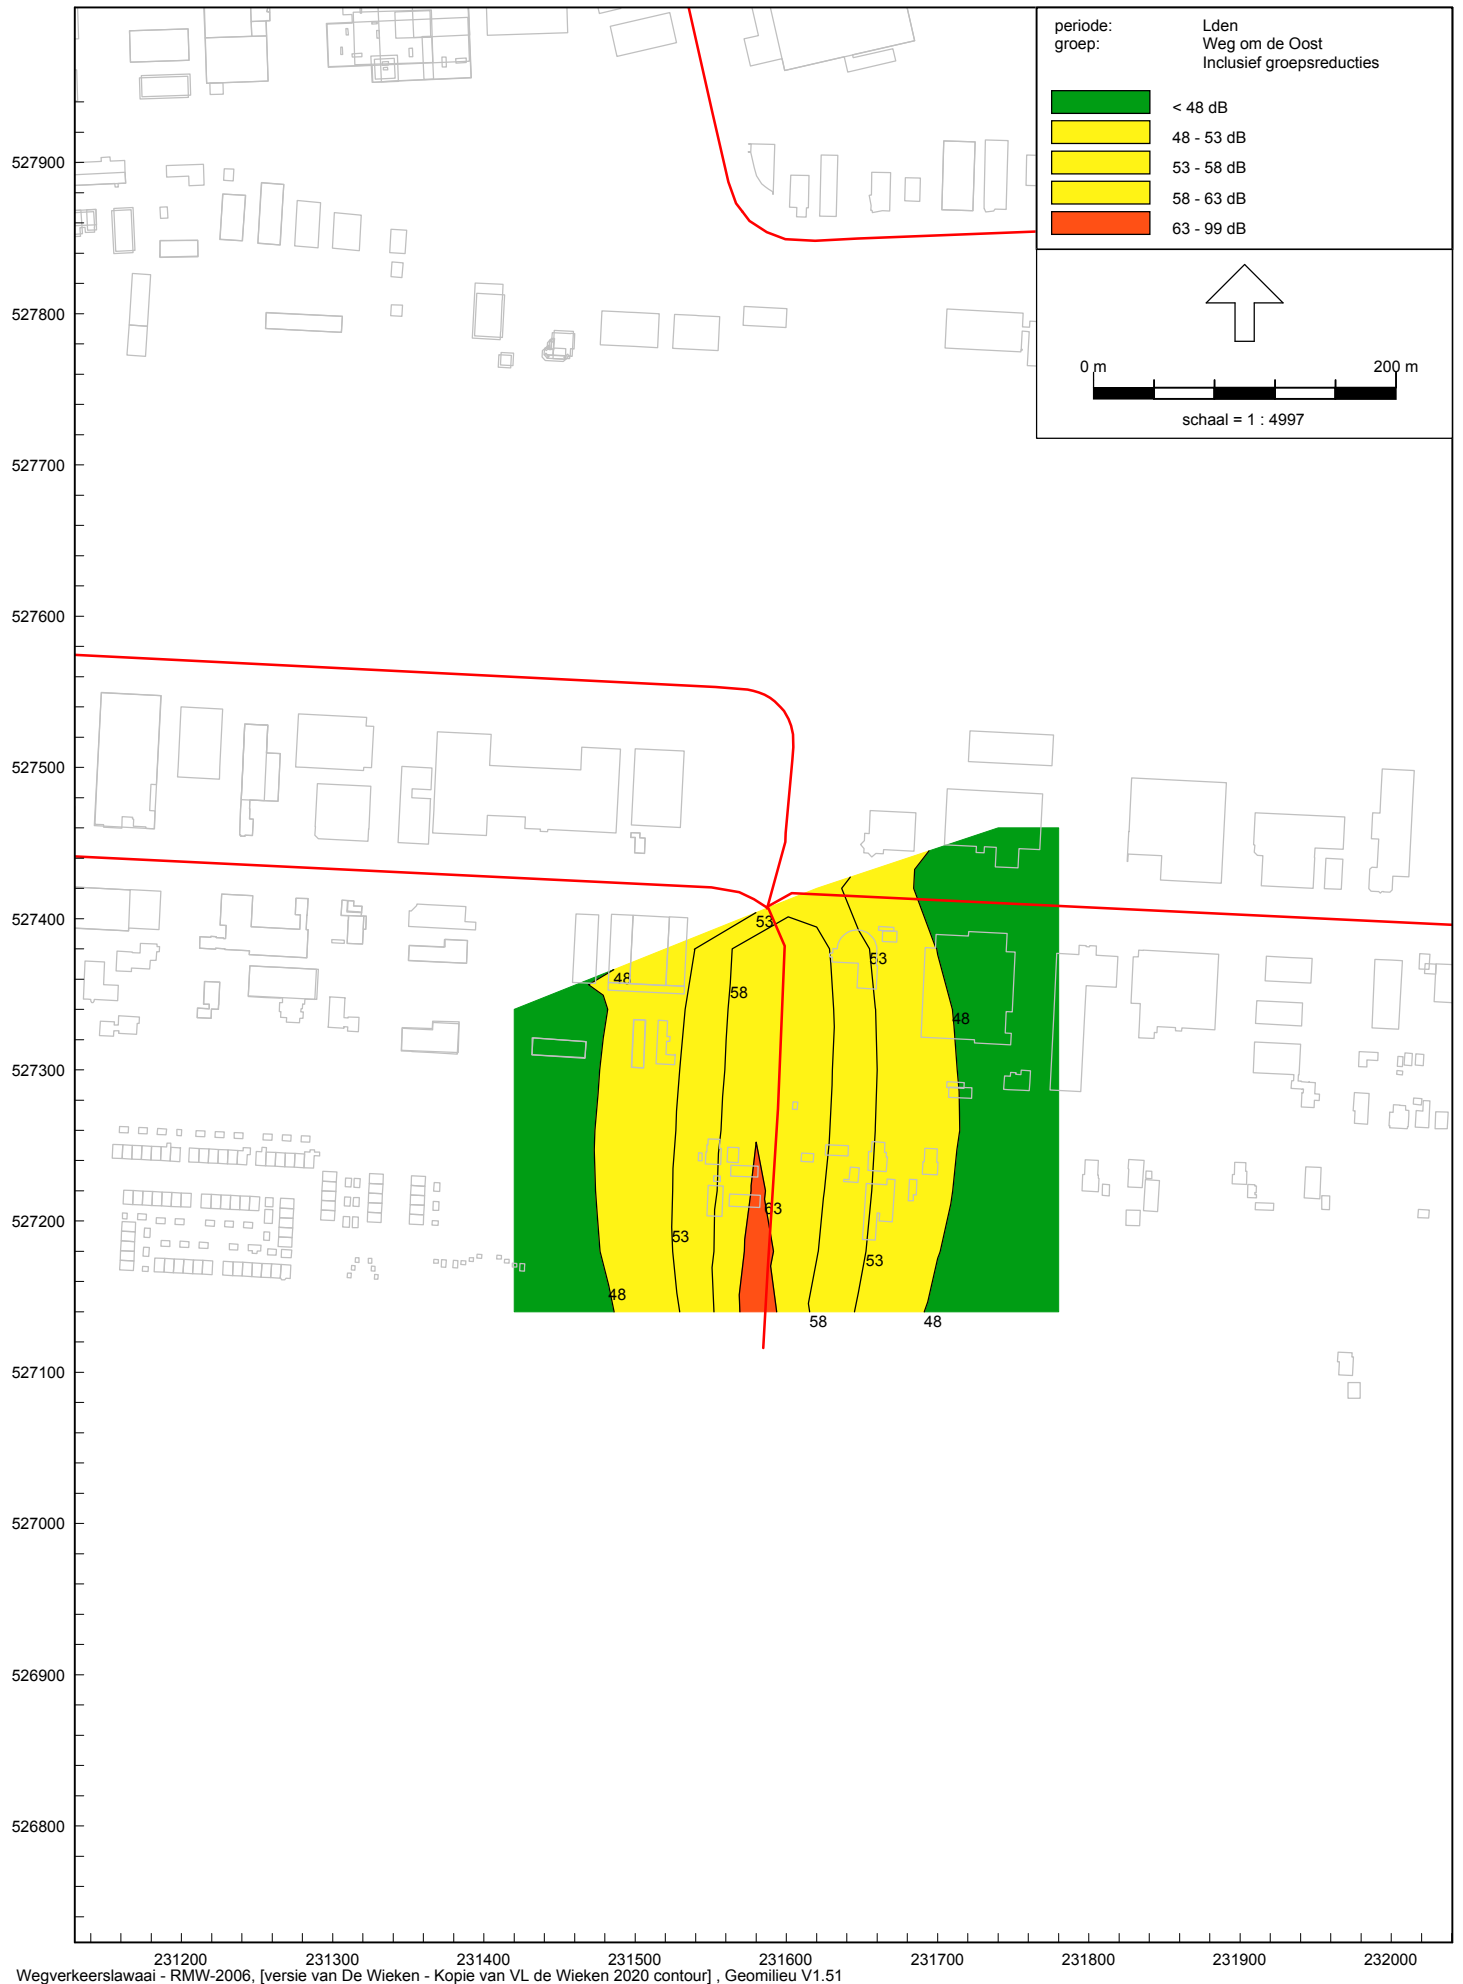 periode: Lden
groep: Weg om de Oost
Inclusief groepsreducties
< 48 dB
48 - 53 dB
53 - 58 dB
58 - 63 dB
63 - 99 dB
0 m 200 m
schaal = 1 : 4997
527900
527800
527700
527600
527500
527400
527300
527200
527100
527000
526900
526800
53
53
48
58
48
63
53
53
48
58
48
231200 231300 231400 231500 231600 231700 231800 231900 232000
Wegverkeerslawaai - RMW-2006, [versie van De Wieken - Kopie van VL de Wieken 2020 contour] , Geomilieu V1.51